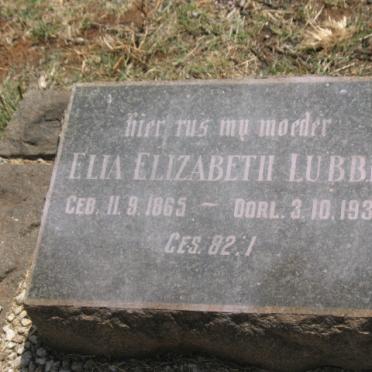 Hier rus my moeder
ELIA ELIZABETH LUBB
GEB. 11.9.1865 – OORL. 3.10.193
GES. 82.1